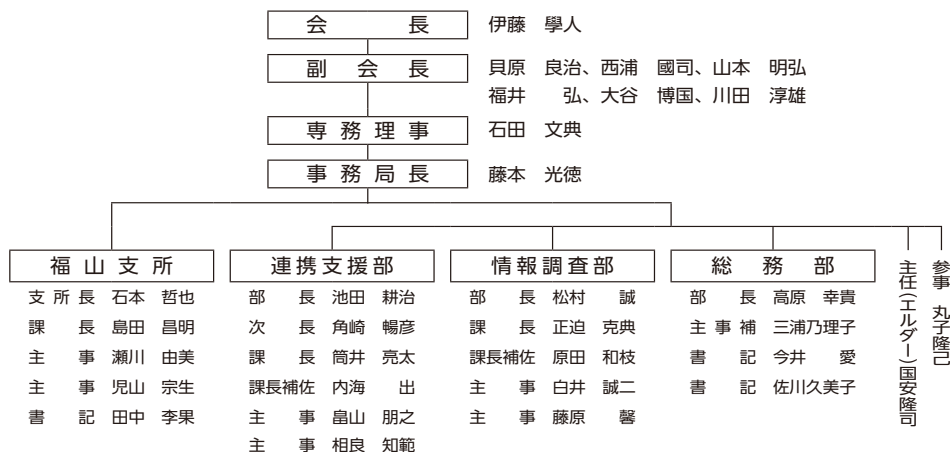 会長 伊藤 學人
副会長 貝原 良治、西浦 國司、山本 明弘
福井 弘、大谷 博国、川田 淳雄
専務理事 石田 文典
事務局長 藤本 光徳
福山支所
支所長 石本 哲也
課長 島田 昌明
主事 瀬川 由美
主事 児山 宗生
書記 田中 李果
連携支援部
部長 池田 耕治
次長 角崎 暢彦
課長 筒井 亮太
課長補佐 内海 出
主事 畠山 朋之
主事 相良 知範
情報調査部
部長 松村 誠
課長 正迫 克典
課長補佐 原田 和枝
主事 白井 誠二
主事 藤原 馨
総務部
部長 高原 幸貴
主事補 三浦乃理子
書記 今井 愛
書記 佐川久美子
主任(エルダー)国安隆司
参事 丸子隆己